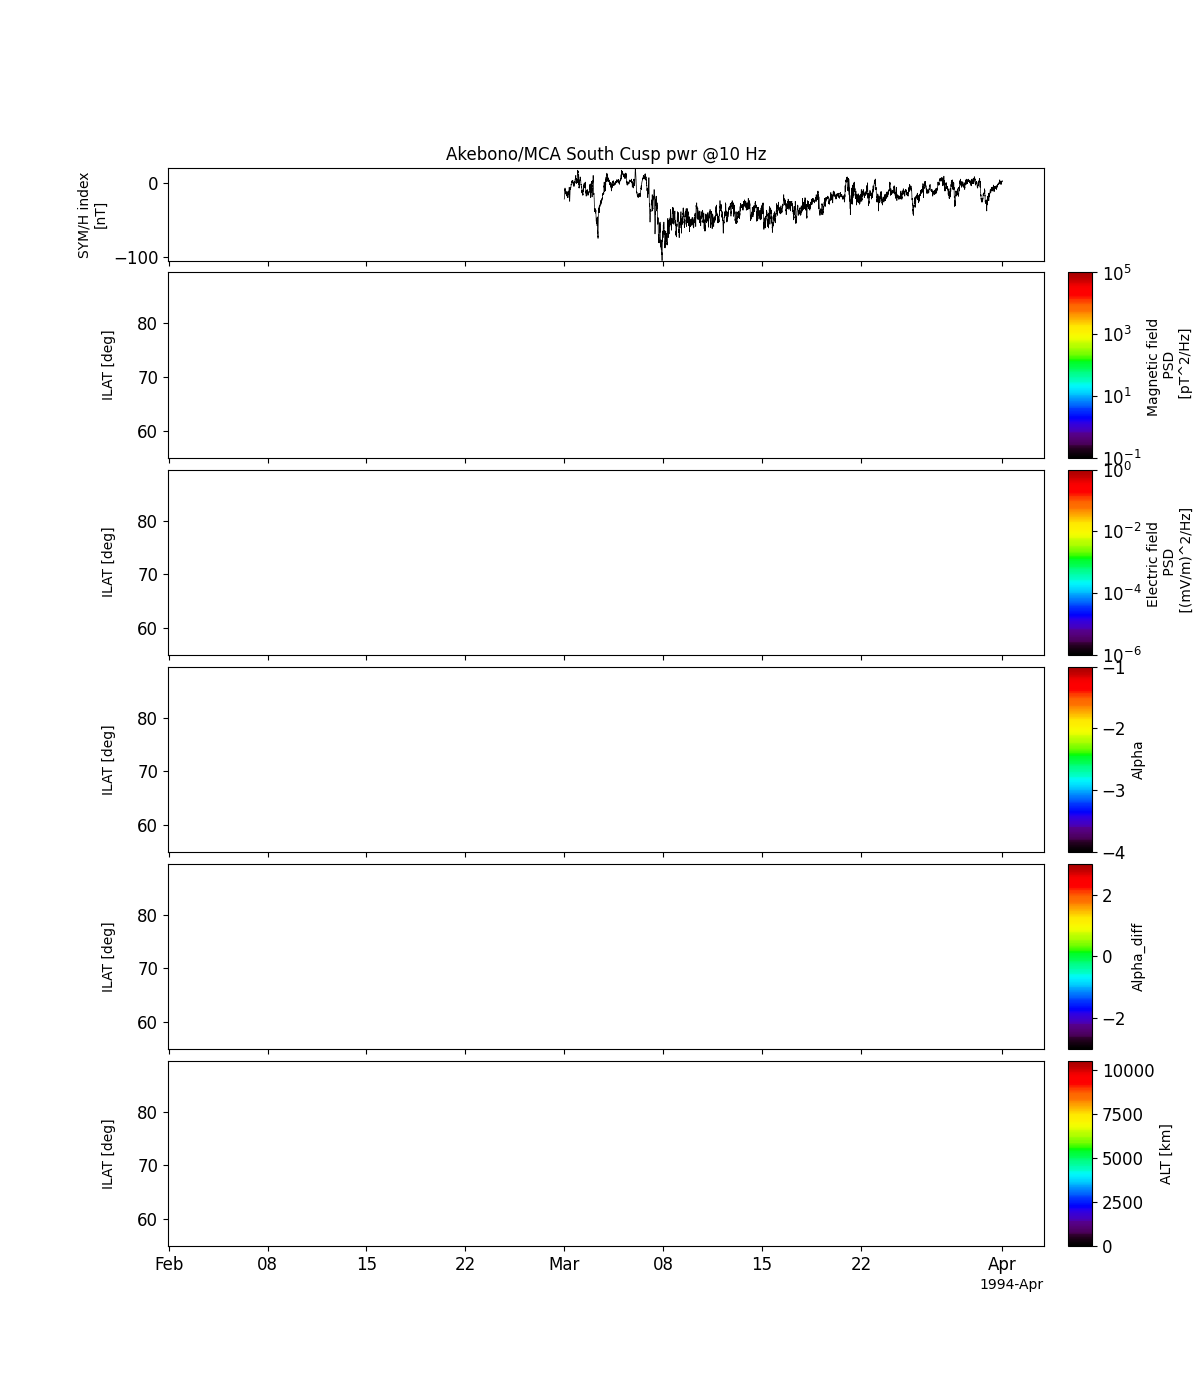 Akebono/MCA South Cusp pwr @10 Hz
SYM/H index
[nT]
0
−100
ILAT [deg]
80
70
60
10^5
10^3
10^1
10^−1
Magnetic field
PSD
[pT^2/Hz]
ILAT [deg]
80
70
60
10^0
10^−2
10^−4
10^−6
Electric field
PSD
[(mV/m)^2/Hz]
ILAT [deg]
80
70
60
−1
−2
−3
−4
Alpha
ILAT [deg]
80
70
60
2
0
−2
Alpha_diff
ILAT [deg]
80
70
60
10000
7500
5000
2500
0
ALT [km]
Feb 08 15 22 Mar 08 15 22 Apr
1994-Apr